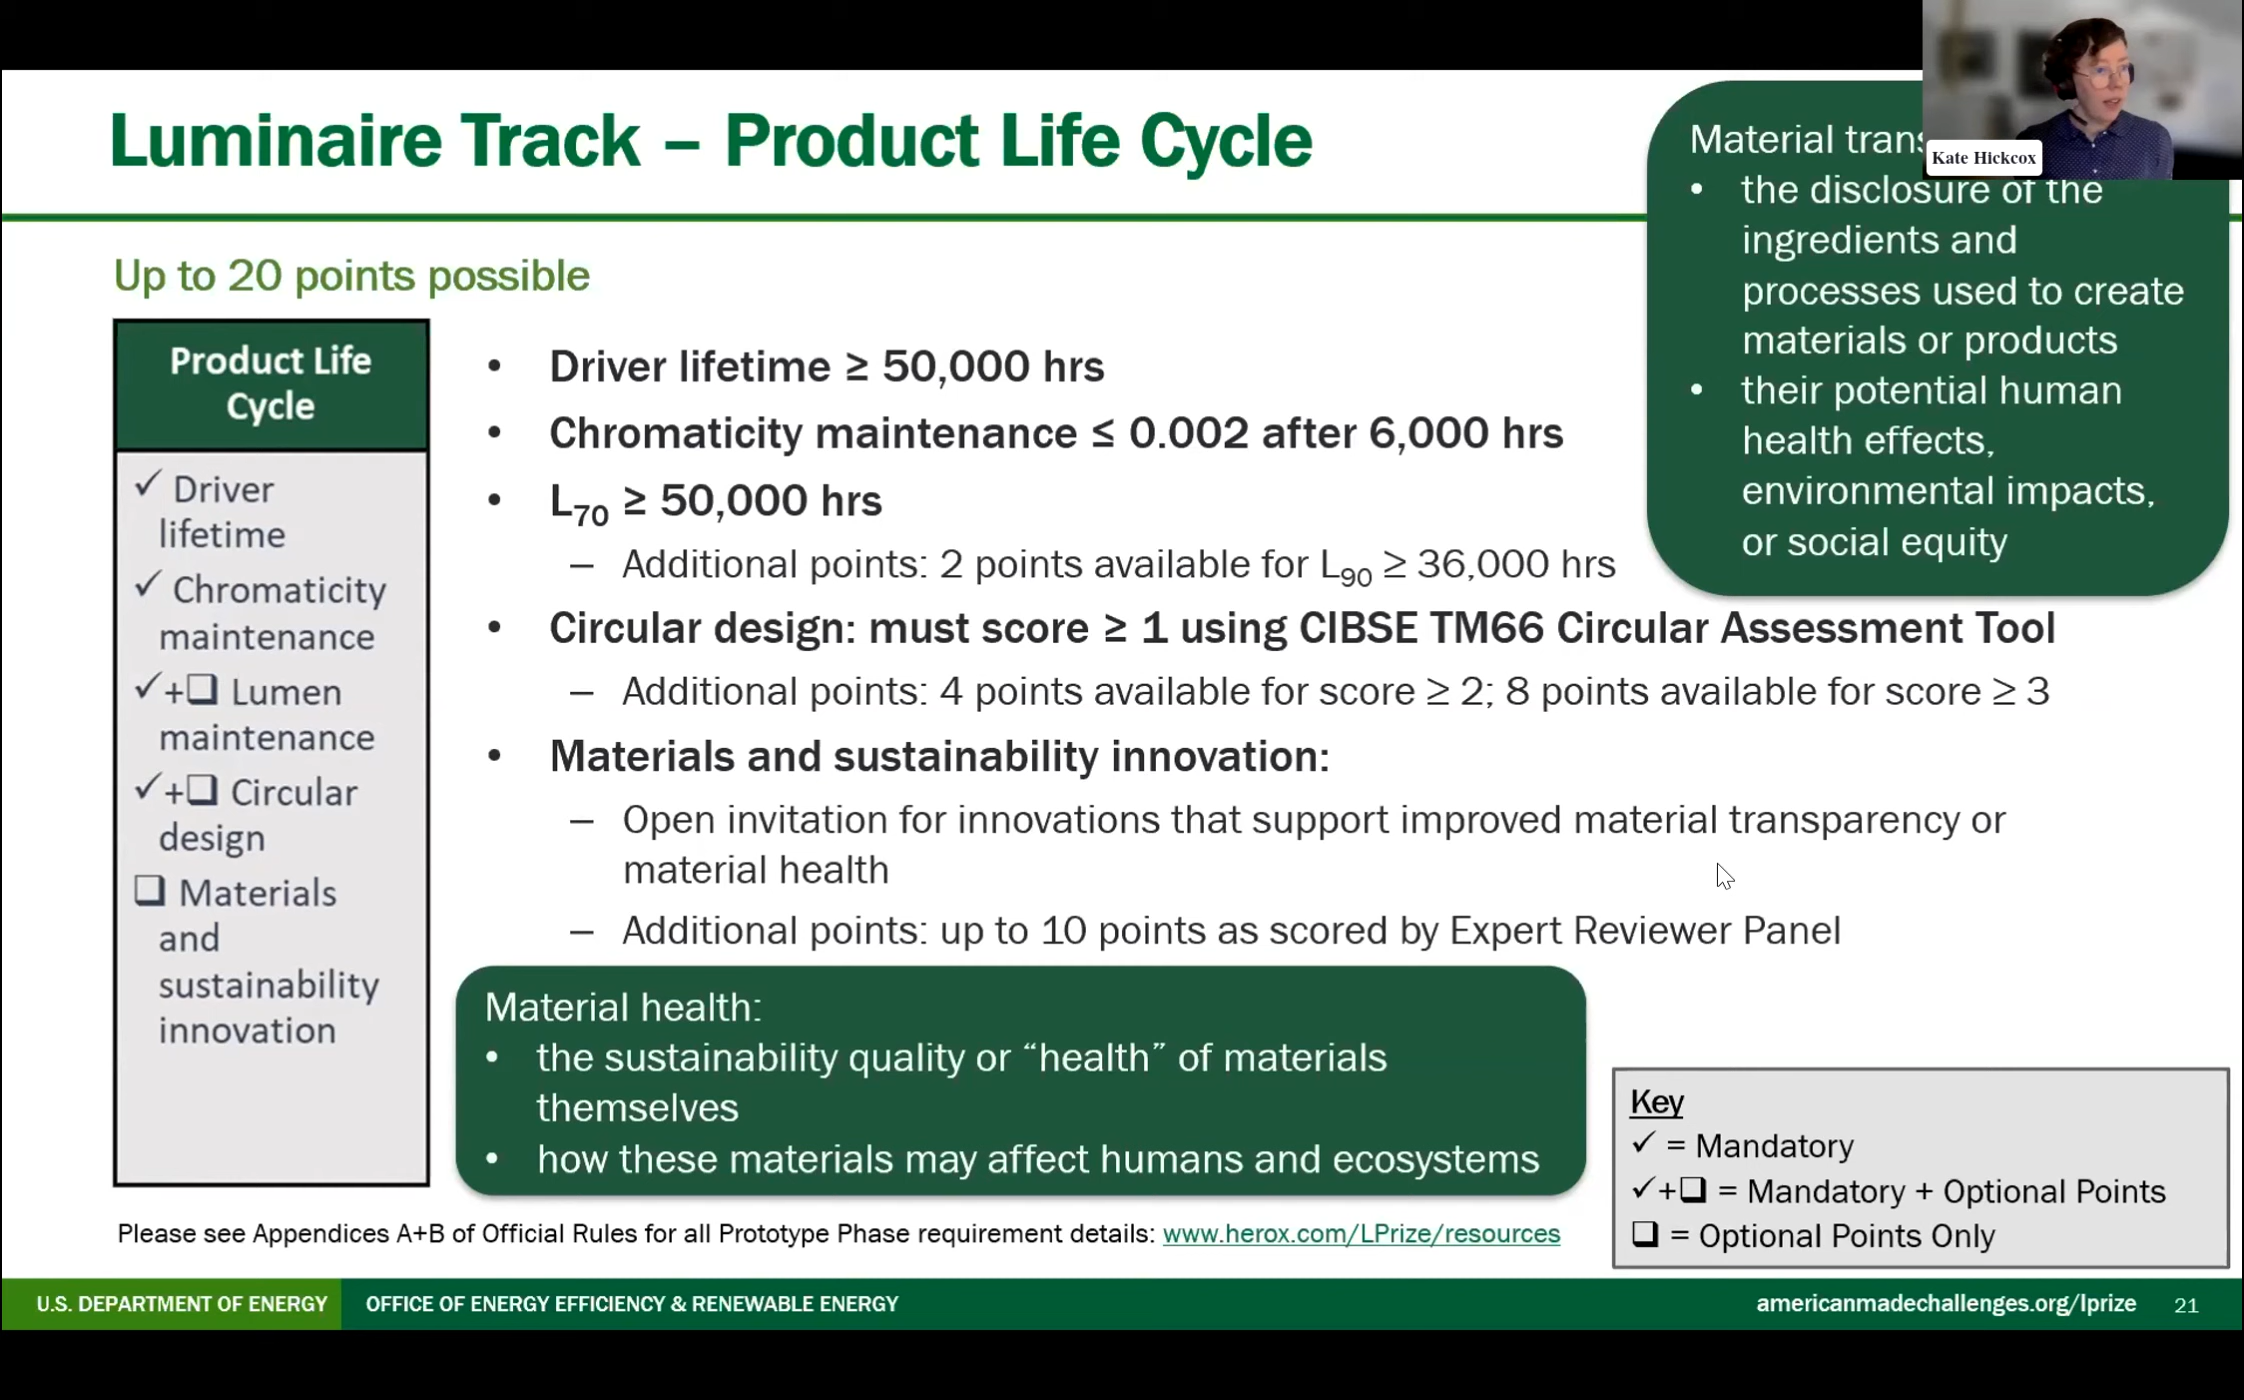 Luminaire Track – Product Life Cycle
Kate Hickcox
Material
• the disclosure of the
ingredients and
processes used to create
materials or products
• their potential human
health effects,
environmental impacts,
or social equity
Up to 20 points possible
Product Life
Cycle
✓ Driver
lifetime
✓ Chromaticity
maintenance
✓+❑ Lumen
maintenance
✓+❑ Circular
design
❑ Materials
and
sustainability
innovation
• Driver lifetime ≥ 50,000 hrs
• Chromaticity maintenance ≤ 0.002 after 6,000 hrs
• L70 ≥ 50,000 hrs
– Additional points: 2 points available for L90 ≥ 36,000 hrs
• Circular design: must score ≥ 1 using CIBSE TM66 Circular Assessment Tool
– Additional points: 4 points available for score ≥ 2; 8 points available for score ≥ 3
• Materials and sustainability innovation:
– Open invitation for innovations that support improved material transparency or
material health
– Additional points: up to 10 points as scored by Expert Reviewer Panel
Material health:
• the sustainability quality or “health” of materials
themselves
• how these materials may affect humans and ecosystems
Key
✓ = Mandatory
✓+❑ = Mandatory + Optional Points
❑ = Optional Points Only
Please see Appendices A+B of Official Rules for all Prototype Phase requirement details: www.herox.com/LPrize/resources
U.S. DEPARTMENT OF ENERGY OFFICE OF ENERGY EFFICIENCY & RENEWABLE ENERGY americanmadechallenges.org/lprize 21